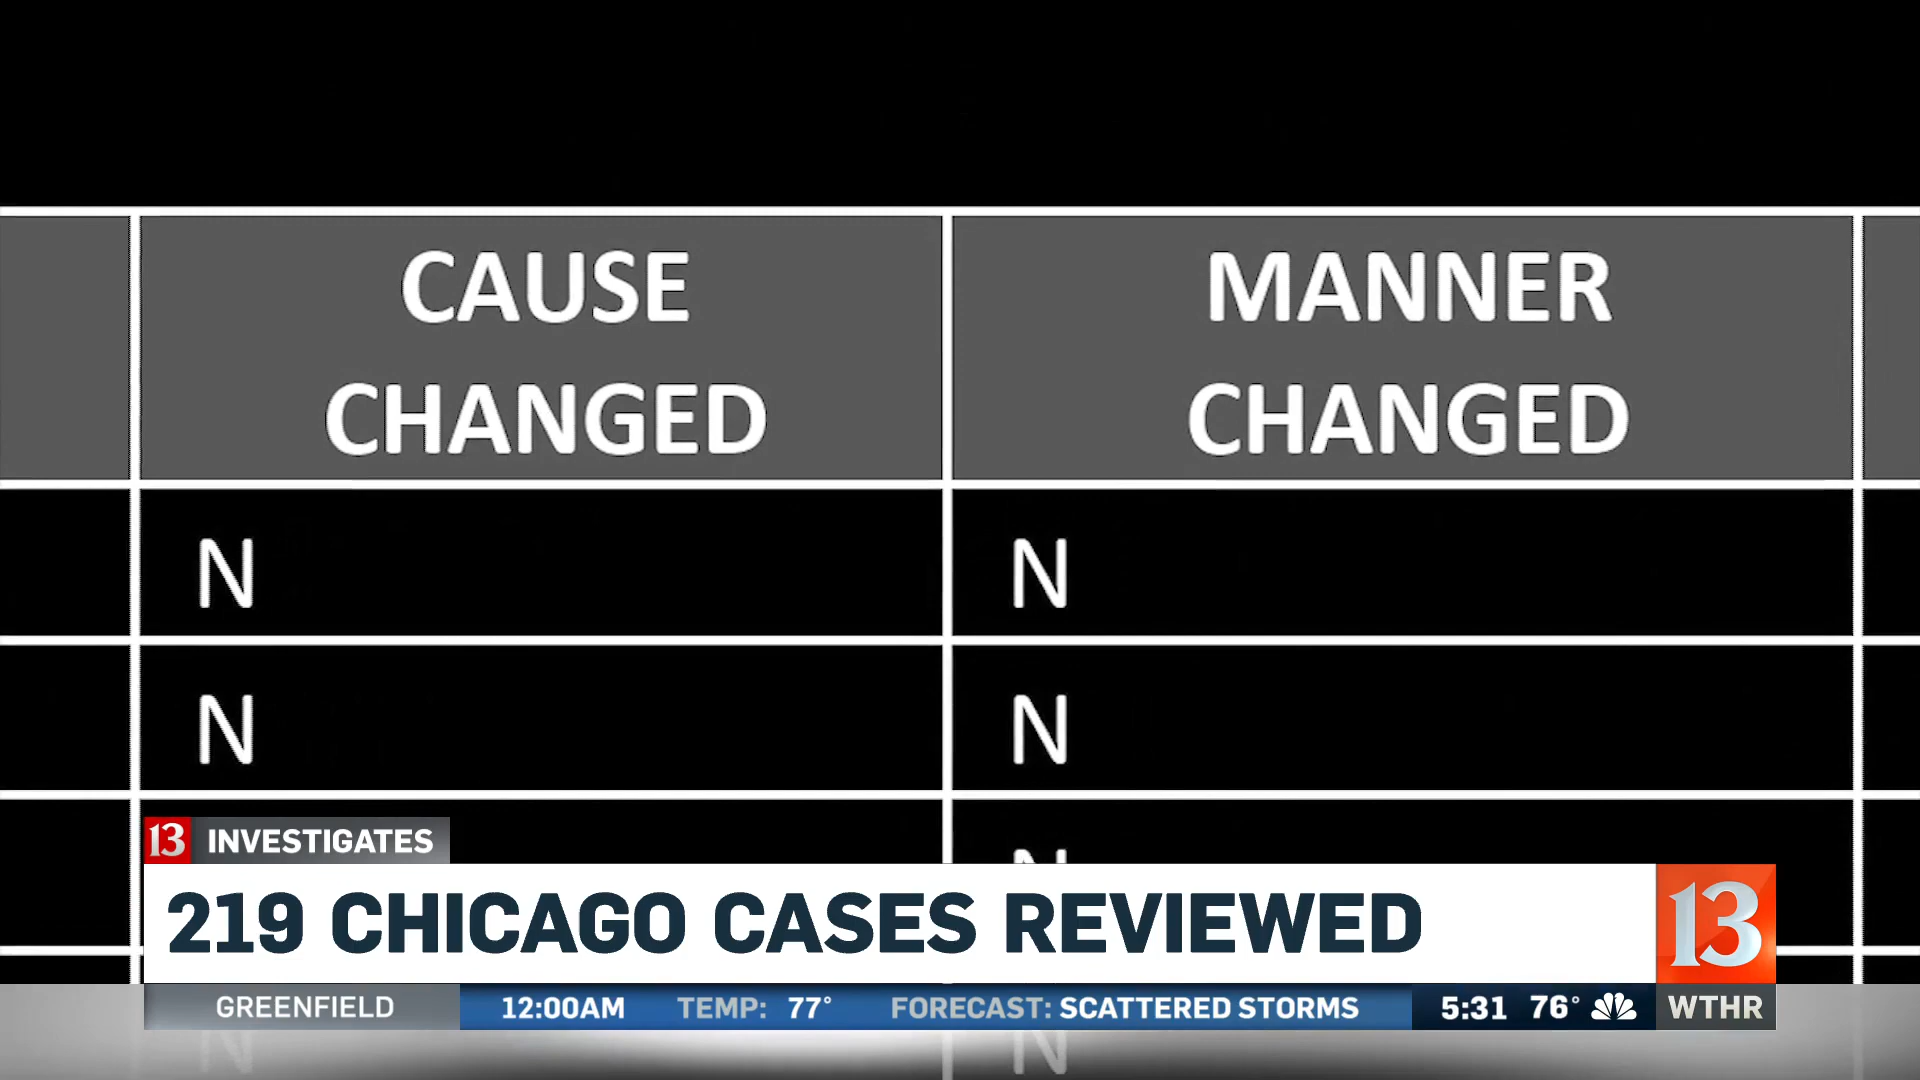 CAUSE
CHANGED
MANNER
CHANGED
N
N
N
N
N
13 INVESTIGATES
219 CHICAGO CASES REVIEWED
13
GREENFIELD
12:00AM TEMP: 77° FORECAST: SCATTERED STORMS
5:31 76°
WTHR
N
N